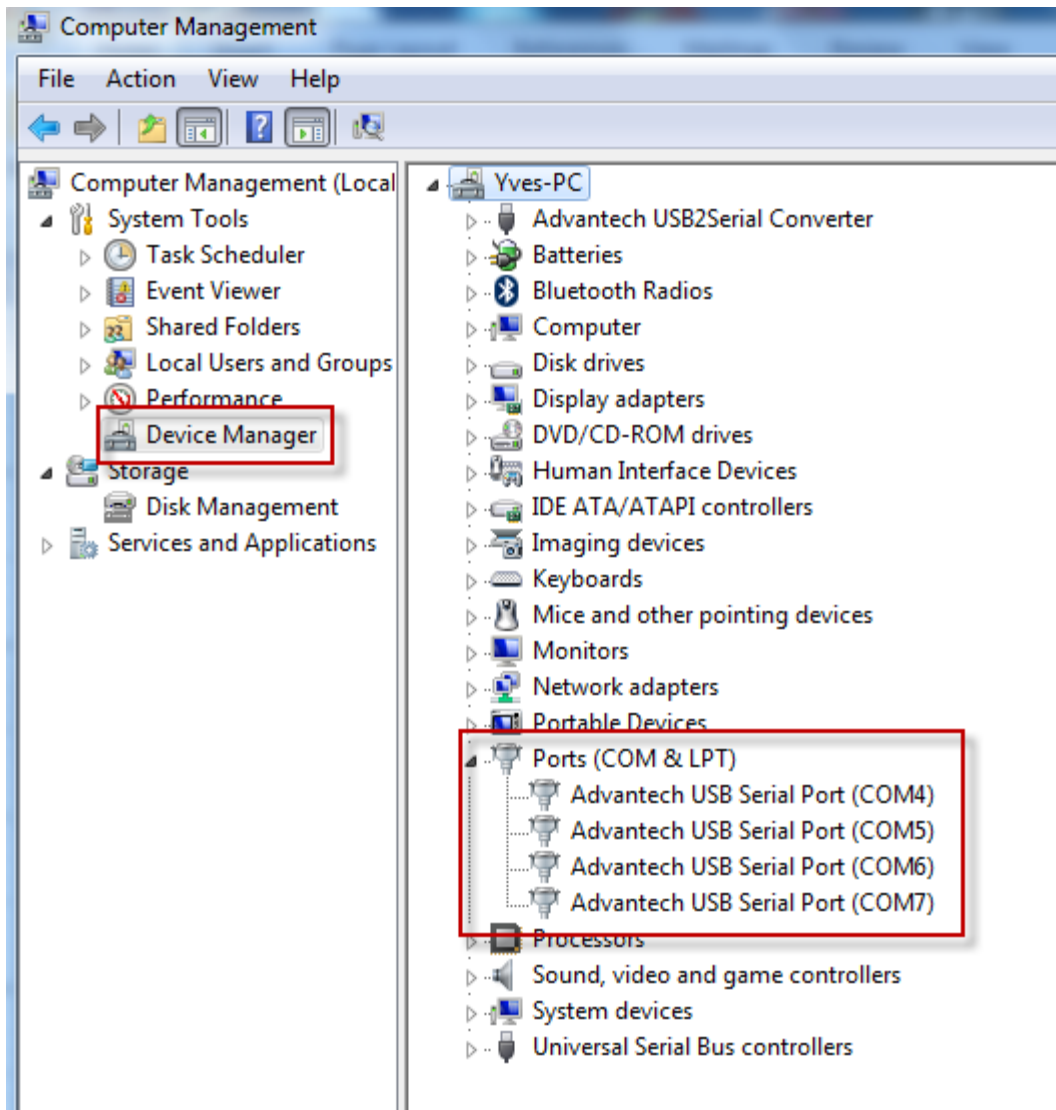 Computer Management
File Action View Help
Computer Management (Local
System Tools
Task Scheduler
Event Viewer
Shared Folders
Local Users and Groups
Performance
Device Manager
Storage
Disk Management
Services and Applications
Yves-PC
Advantech USB2Serial Converter
Batteries
Bluetooth Radios
Computer
Disk drives
Display adapters
DVD/CD-ROM drives
Human Interface Devices
IDE ATA/ATAPI controllers
Imaging devices
Keyboards
Mice and other pointing devices
Monitors
Network adapters
Portable Devices
Ports (COM & LPT)
Advantech USB Serial Port (COM4)
Advantech USB Serial Port (COM5)
Advantech USB Serial Port (COM6)
Advantech USB Serial Port (COM7)
Processors
Sound, video and game controllers
System devices
Universal Serial Bus controllers